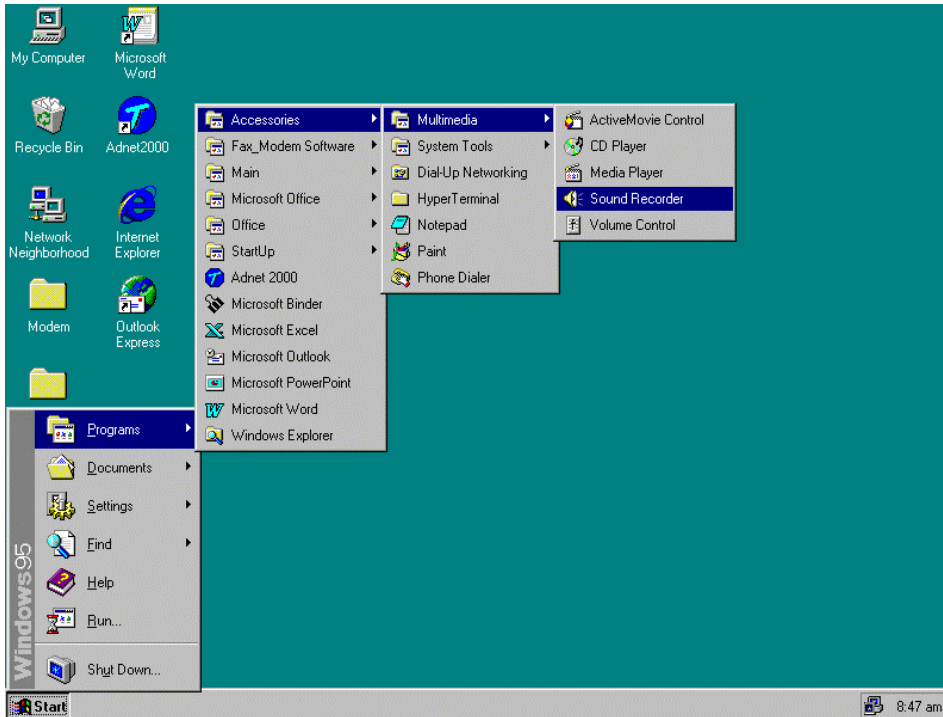 My Computer
Microsoft
Word
Recycle Bin
Adnet2000
Network
Neighborhood
Internet
Explorer
Modem
Outlook
Express
Programs
Documents
Settings
Find
Help
Run...
Shut Down...
Windows95
Accessories
Fax_Modem Software
Main
Microsoft Office
Office
StartUp
Adnet 2000
Microsoft Binder
Microsoft Excel
Microsoft Outlook
Microsoft PowerPoint
Microsoft Word
Windows Explorer
Multimedia
System Tools
Dial-Up Networking
HyperTerminal
Notepad
Paint
Phone Dialer
ActiveMovie Control
CD Player
Media Player
Sound Recorder
Volume Control
Start
8:47 am